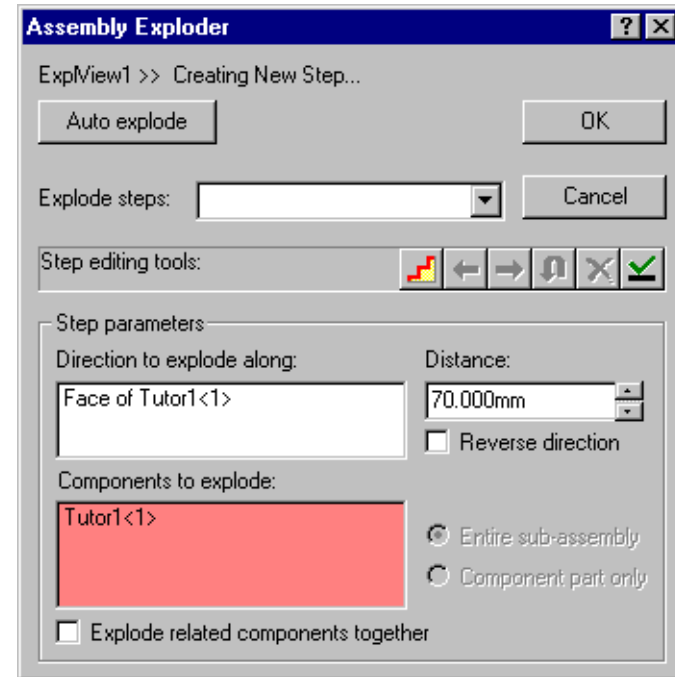 Assembly Exploder
ExplView1 >> Creating New Step...
Auto explode
OK
Explode steps:
Cancel
Step editing tools:
Step parameters
Direction to explode along:
Distance:
Face of Tutor1<1>
70.000mm
Reverse direction
Components to explode:
Tutor1<1>
Entire sub-assembly
Component part only
Explode related components together